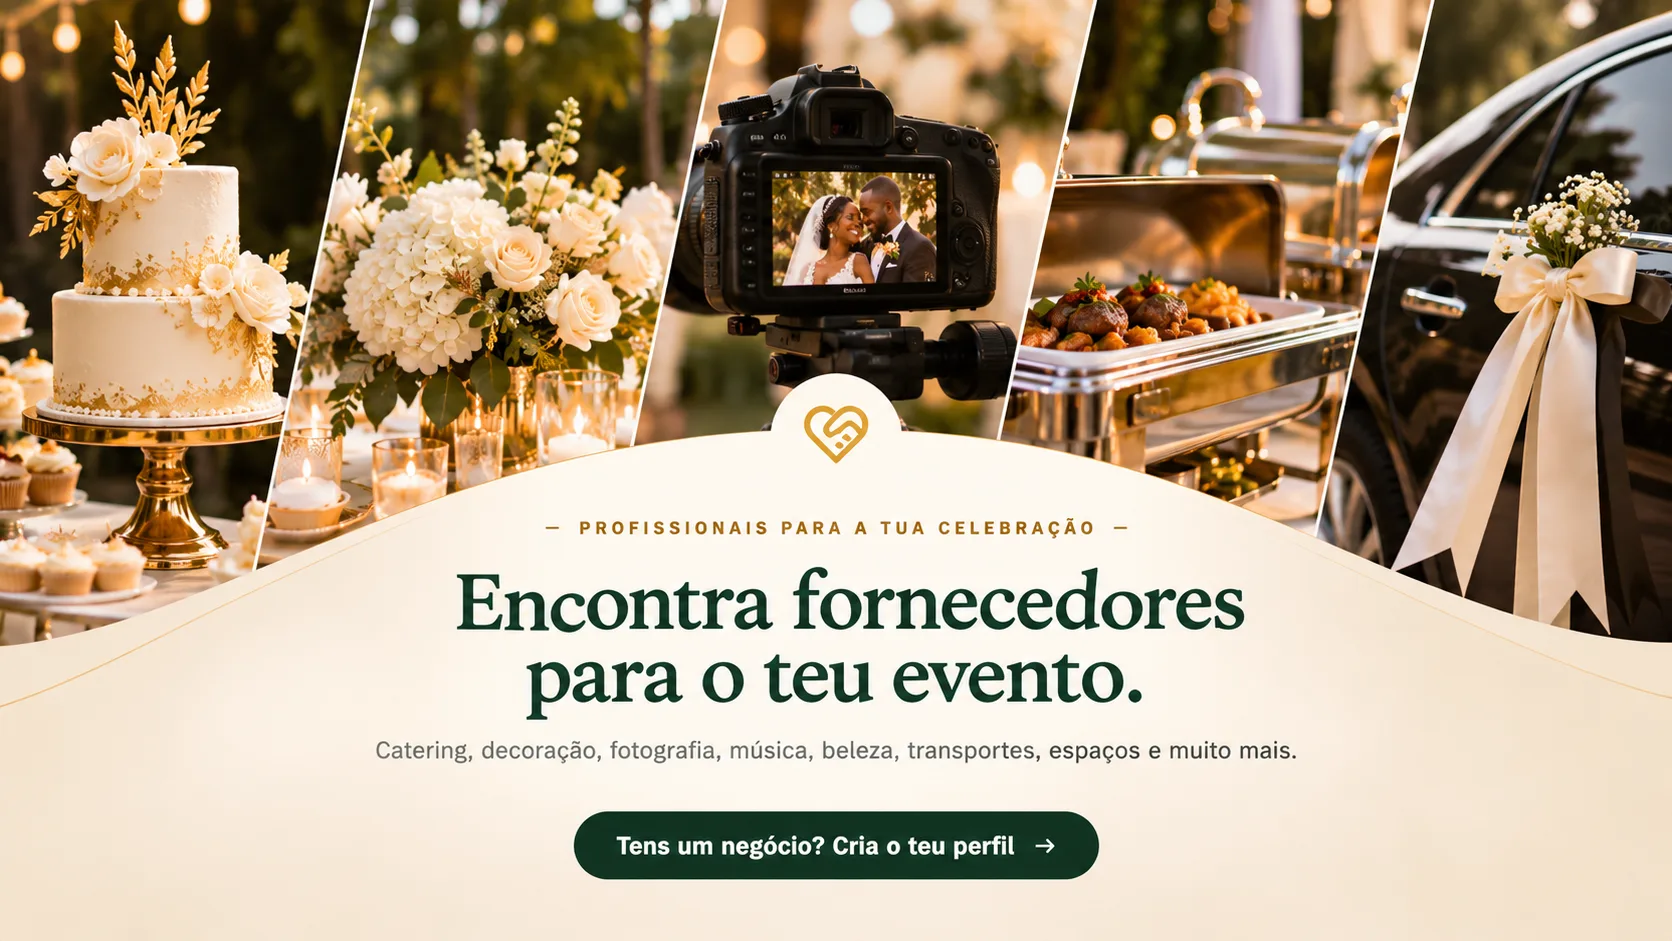 — PROFISSIONAIS PARA A TUA CELEBRAÇÃO —
Encontra fornecedores
para o teu evento.
Catering, decoração, fotografia, música, beleza, transportes, espaços e muito mais.
Tens um negócio? Cria o teu perfil →